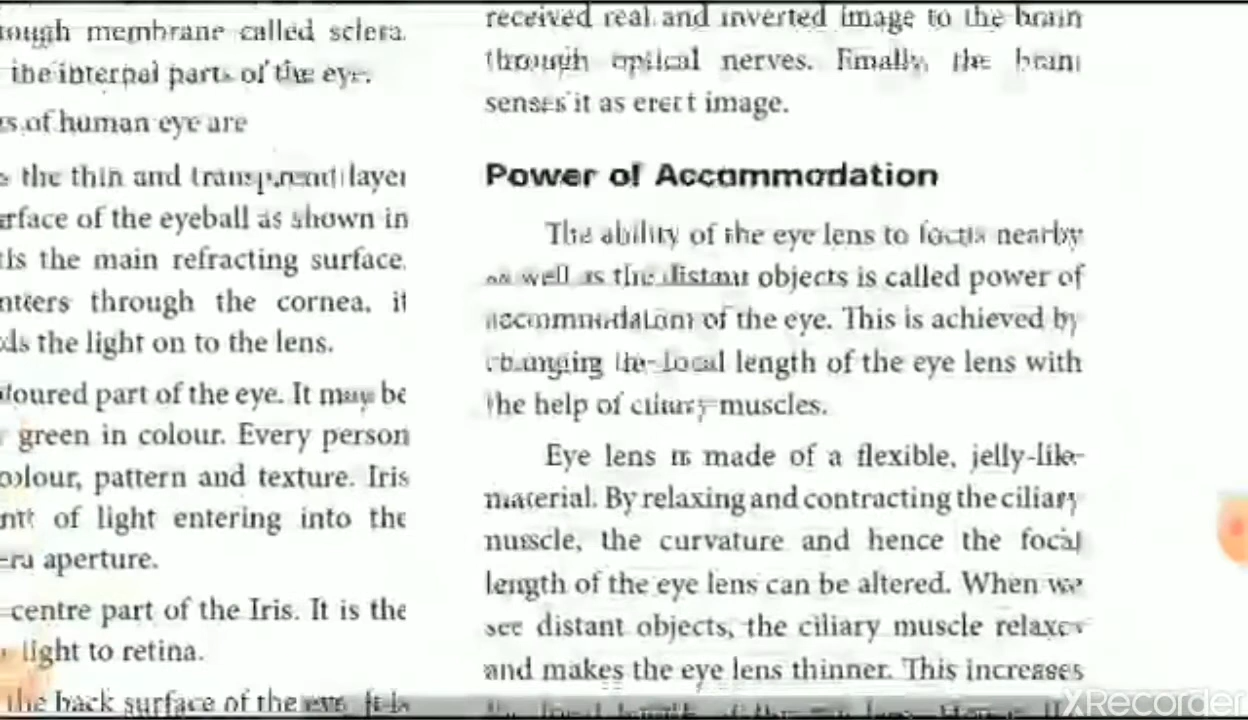 tough membrane called sclera.
the internal parts of the eye.
of human eye are
the thin and transparent layer
surface of the eyeball as shown in
is the main refracting surface.
enters through the cornea, it
the light on to the lens.
coloured part of the eye. It may be
green in colour. Every person
colour, pattern and texture. Iris
of light entering into the
aperture.
centre part of the Iris. It is the
light to retina.
the back surface of the eye. It is
received real and inverted image to the brain
through optical nerves. Finally, the brain
senses it as erect image.
Power of Accommodation
The ability of the eye lens to focus nearby
as well as the distant objects is called power of
accommodation of the eye. This is achieved by
changing the focal length of the eye lens with
the help of ciliary muscles.
Eye lens is made of a flexible, jelly-like
material. By relaxing and contracting the ciliary
muscle, the curvature and hence the focal
length of the eye lens can be altered. When we
see distant objects, the ciliary muscle relaxes
and makes the eye lens thinner. This increases
XRecorder